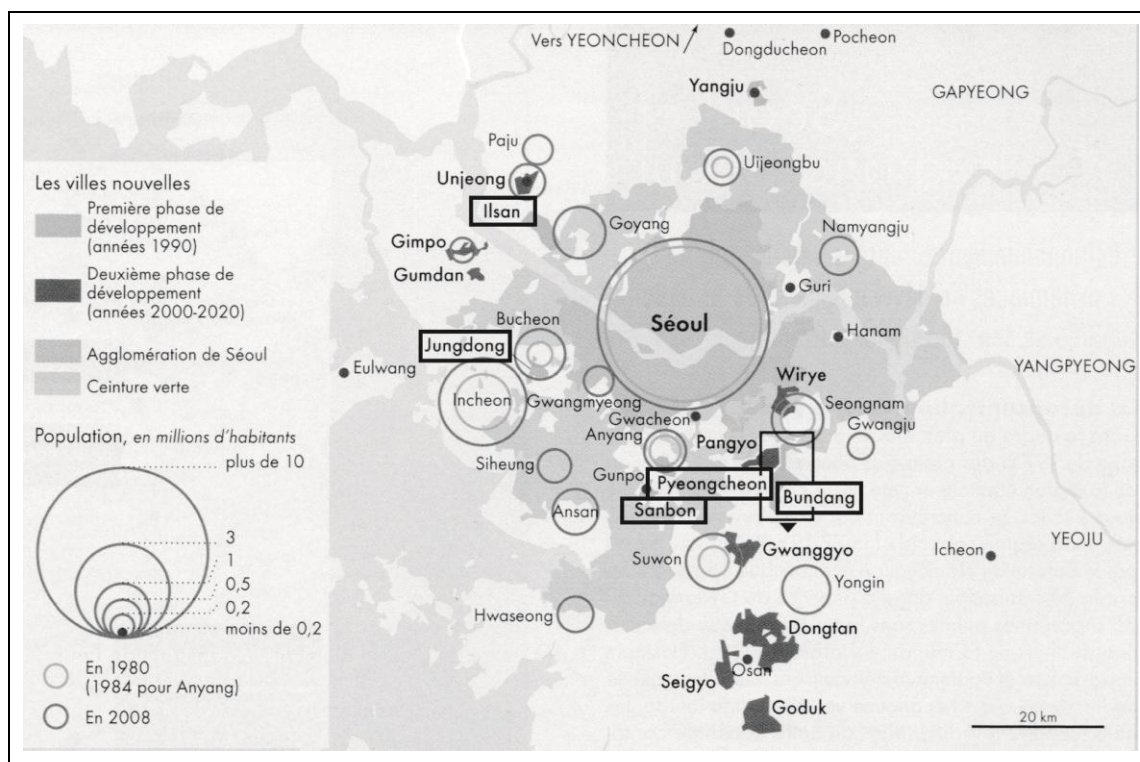 Vers YEONCHEON
Dongducheon
Pocheon
Yangju
GAPYEONG
Paju
Uijeongbu
Unjeong
Ilsan
Goyang
Namyangju
Gimpo
Gumdan
Guri
Séoul
Hanam
Bucheon
Jungdong
Eulwang
YANGPYEONG
Incheon
Gwangmyeong
Wirye
Seongnam
Gwacheon
Gwangju
Anyang
Pangyo
Siheung
Gunpo
Pyeongcheon
Bundang
Sanbon
Ansan
YEOJU
Icheon
Suwon
Gwanggyo
Yongin
Hwaseong
Dongtan
Osan
Seigyo
Goduk
20 km
Les villes nouvelles
Première phase de
développement
(années 1990)
Deuxième phase de
développement
(années 2000-2020)
Agglomération de Séoul
Ceinture verte
Population, en millions d'habitants
plus de 10
3
1
0,5
0,2
moins de 0,2
En 1980
(1984 pour Anyang)
En 2008